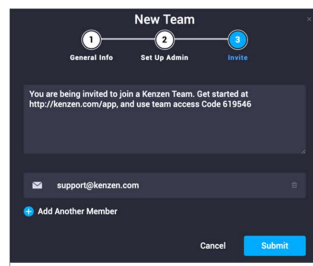 New Team
×
1
2
3
General Info
Set Up Admin
Invite
You are being invited to join a Kenzen Team. Get started at
http://kenzen.com/app, and use team access Code 619546
support@kenzen.com
Add Another Member
Cancel
Submit